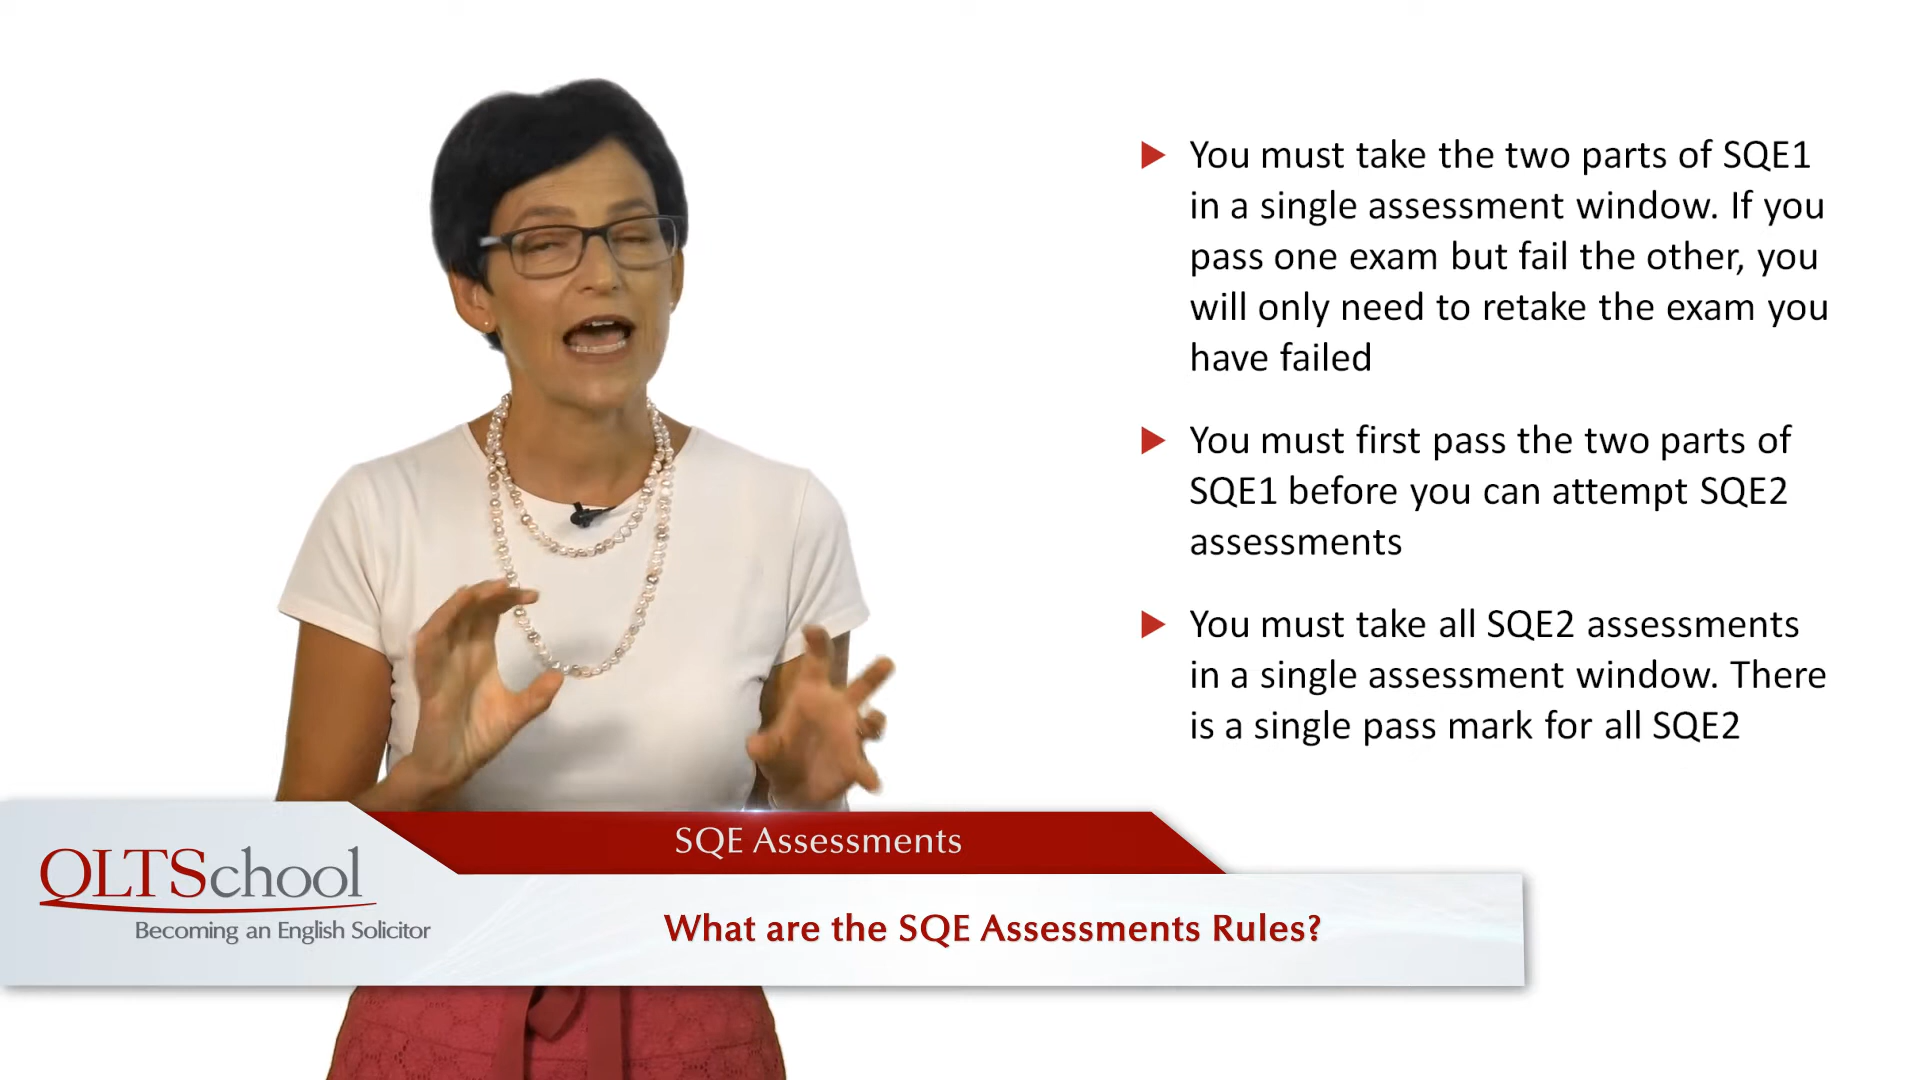 You must take the two parts of SQE1
in a single assessment window. If you
pass one exam but fail the other, you
will only need to retake the exam you
have failed
You must first pass the two parts of
SQE1 before you can attempt SQE2
assessments
You must take all SQE2 assessments
in a single assessment window. There
is a single pass mark for all SQE2
SQE Assessments
QLTSchool
Becoming an English Solicitor
What are the SQE Assessments Rules?